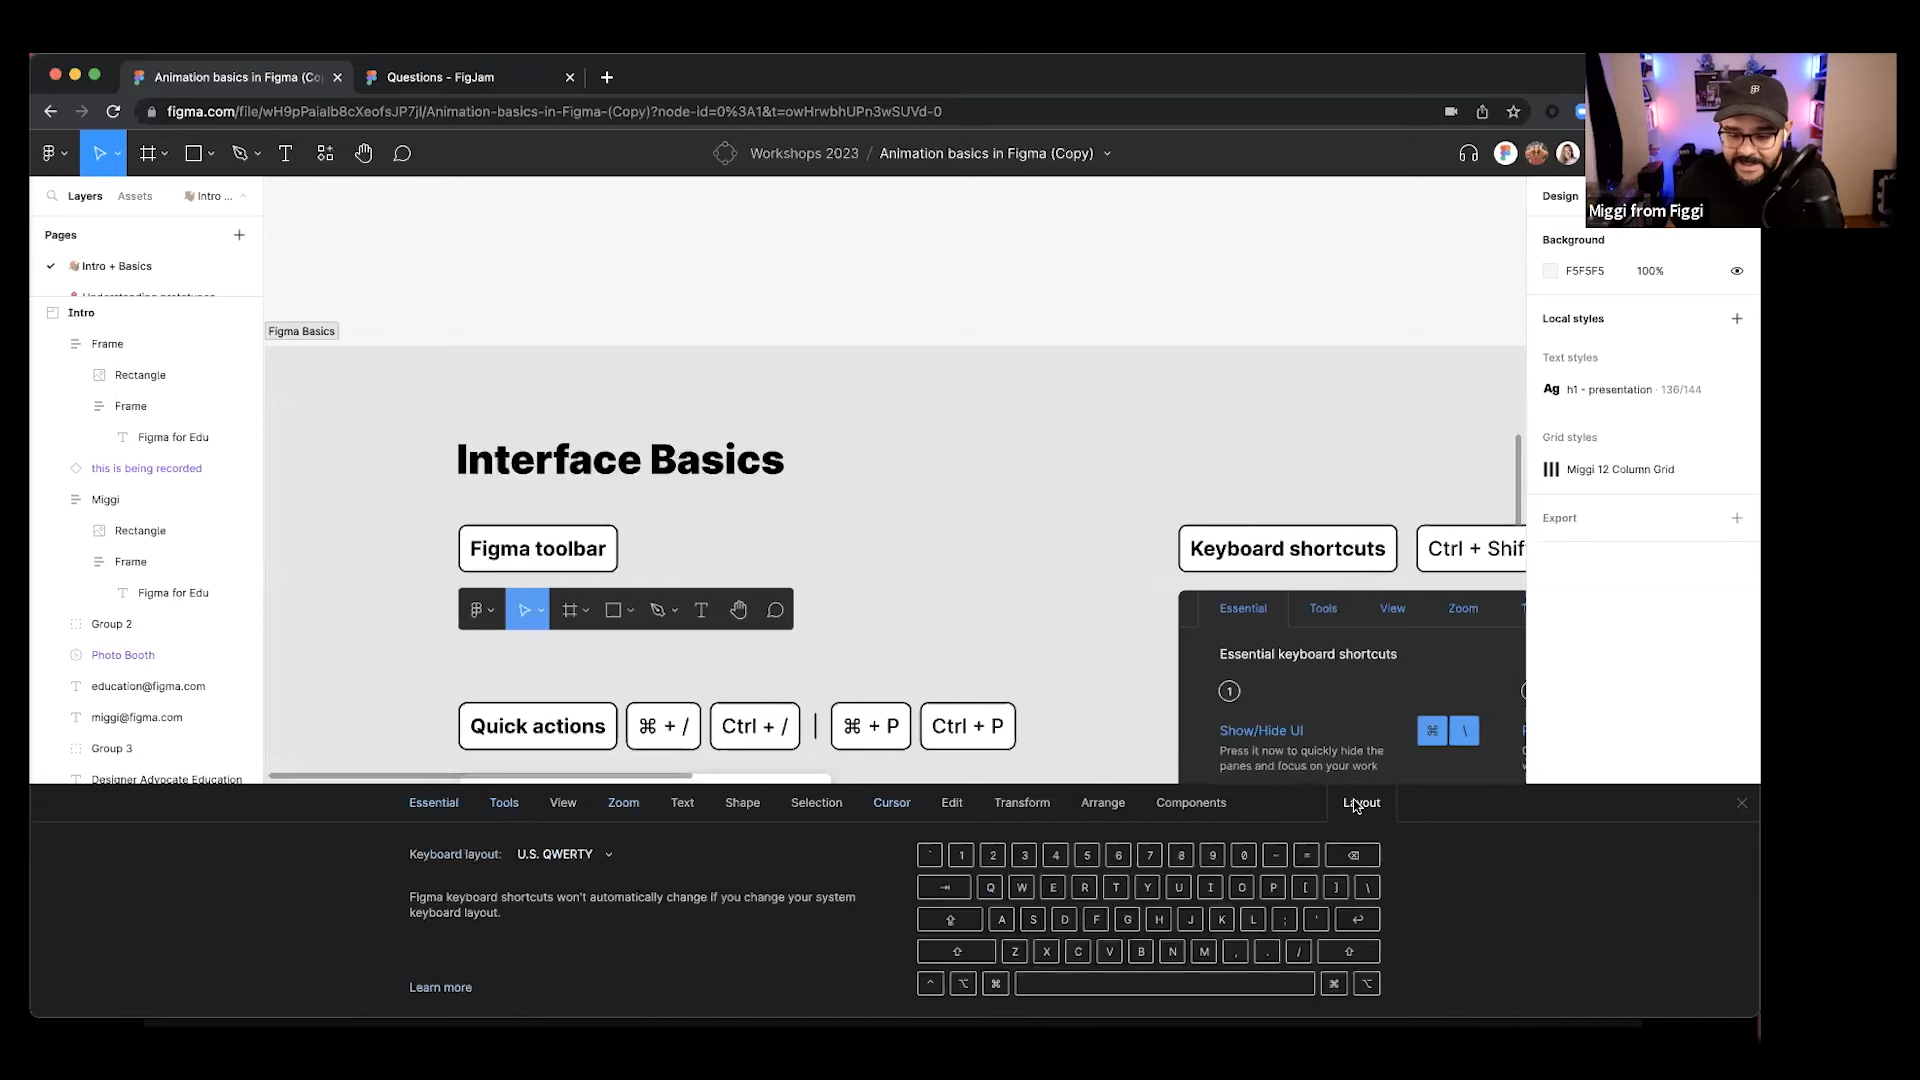 Animation basics in Figma (Co
Questions - FigJam
figma.com/file/wH9pPaialb8cXeofsJP7jl/Animation-basics-in-Figma-(Copy)?node-id=0%3A1&t=owHrwbhUPn3wSUVd-0
Workshops 2023 / Animation basics in Figma (Copy)
Miggi from Figgi
Layers
Assets
👋🏽 Intro ...
Design
Pages
Background
Intro + Basics
F5F5F5
100%
Understanding prototypes
Intro
Local styles
Figma Basics
Frame
Text styles
Rectangle
Ag h1 - presentation · 136/144
Frame
Figma for Edu
Grid styles
Interface Basics
this is being recorded
Miggi 12 Column Grid
Miggi
Export
Rectangle
Figma toolbar
Keyboard shortcuts
Ctrl + Shif
Frame
Figma for Edu
Essential
Tools
View
Zoom
T
Group 2
Photo Booth
Essential keyboard shortcuts
education@figma.com
1
miggi@figma.com
Quick actions
⌘ + /
Ctrl + /
|
⌘ + P
Ctrl + P
Show/Hide UI
⌘ \
Group 3
Press it now to quickly hide the
panes and focus on your work
Designer Advocate Education
Essential
Tools
View
Zoom
Text
Shape
Selection
Cursor
Edit
Transform
Arrange
Components
Layout
Keyboard layout: U.S. QWERTY
Figma keyboard shortcuts won't automatically change if you change your system
keyboard layout.
Learn more
` 1 2 3 4 5 6 7 8 9 0 - =
Q W E R T Y U I O P [ ] \
A S D F G H J K L ; '
Z X C V B N M , . /
^ ⌥ ⌘ ⌘ ⌥